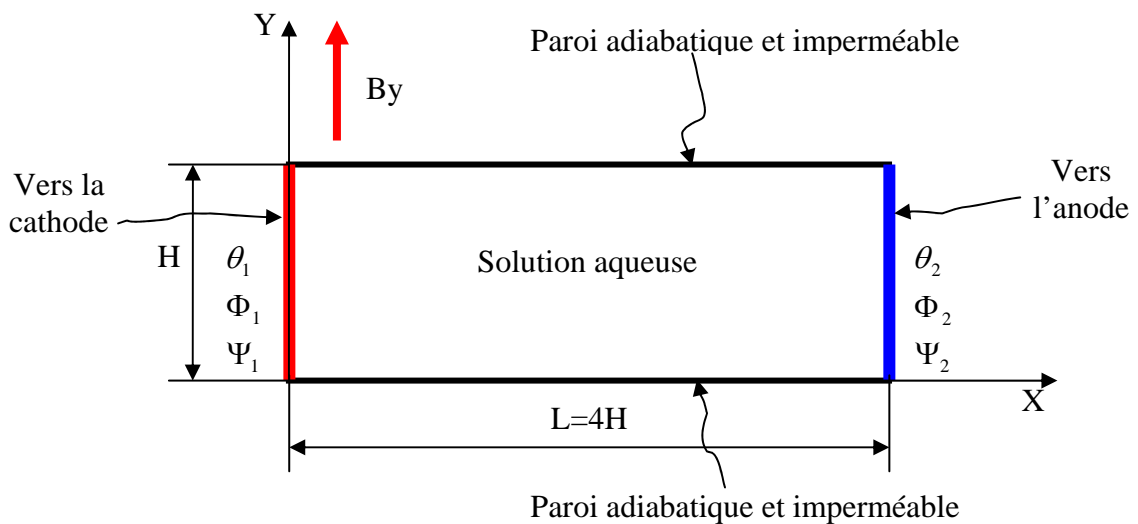 Y
Paroi adiabatique et imperméable
By
Vers la
cathode
Vers
l’anode
H
θ₁
Φ₁
Ψ₁
Solution aqueuse
θ₂
Φ₂
Ψ₂
X
L=4H
Paroi adiabatique et imperméable